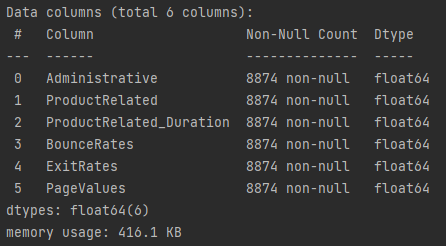 Data columns (total 6 columns):
 #   Column                   Non-Null Count  Dtype
---  ------                   --------------  -----
 0   Administrative           8874 non-null   float64
 1   ProductRelated           8874 non-null   float64
 2   ProductRelated_Duration  8874 non-null   float64
 3   BounceRates              8874 non-null   float64
 4   ExitRates                8874 non-null   float64
 5   PageValues               8874 non-null   float64
dtypes: float64(6)
memory usage: 416.1 KB